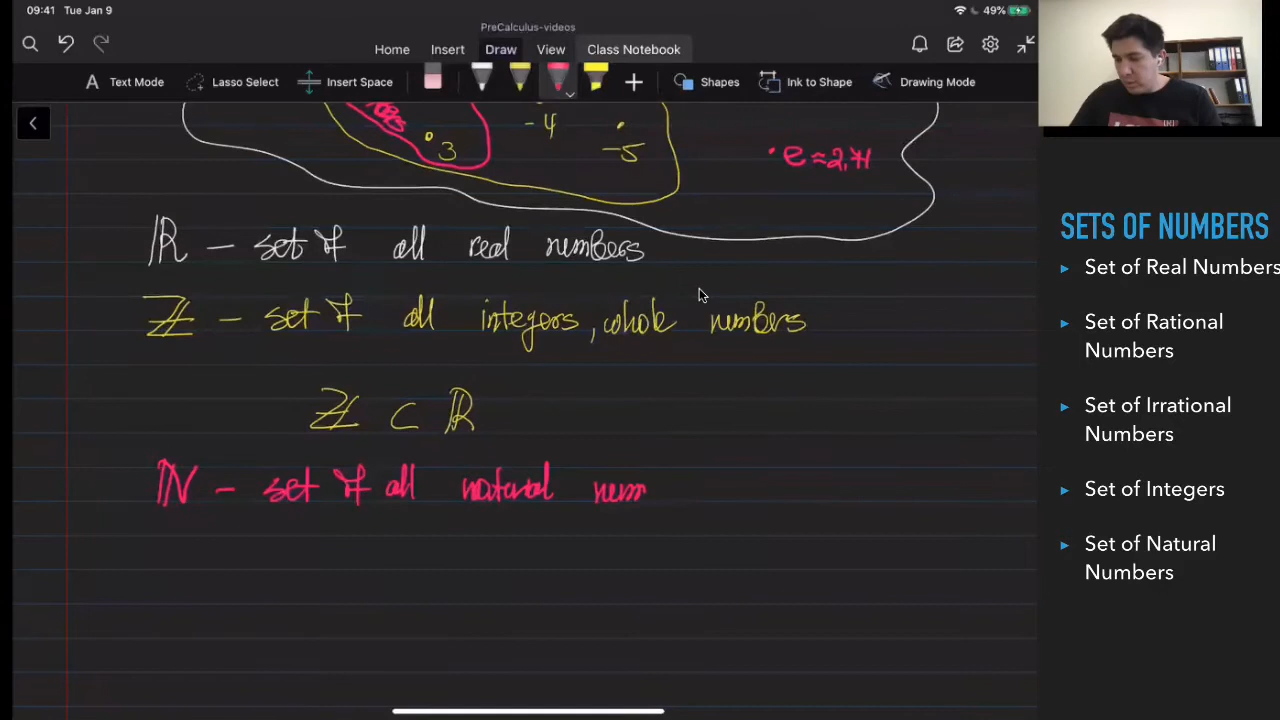 09:41 Tue Jan 9
49%
PreCalculus-videos
Home Insert Draw View Class Notebook
Text Mode Lasso Select Insert Space Shapes Ink to Shape Drawing Mode
3
-4
-5
e≈2,71
ℝ - set of all real numbers
ℤ - set of all integers, whole numbers
ℤ ⊂ ℝ
ℕ - set of all natural num
SETS OF NUMBERS
Set of Real Numbers
Set of Rational
Numbers
Set of Irrational
Numbers
Set of Integers
Set of Natural
Numbers